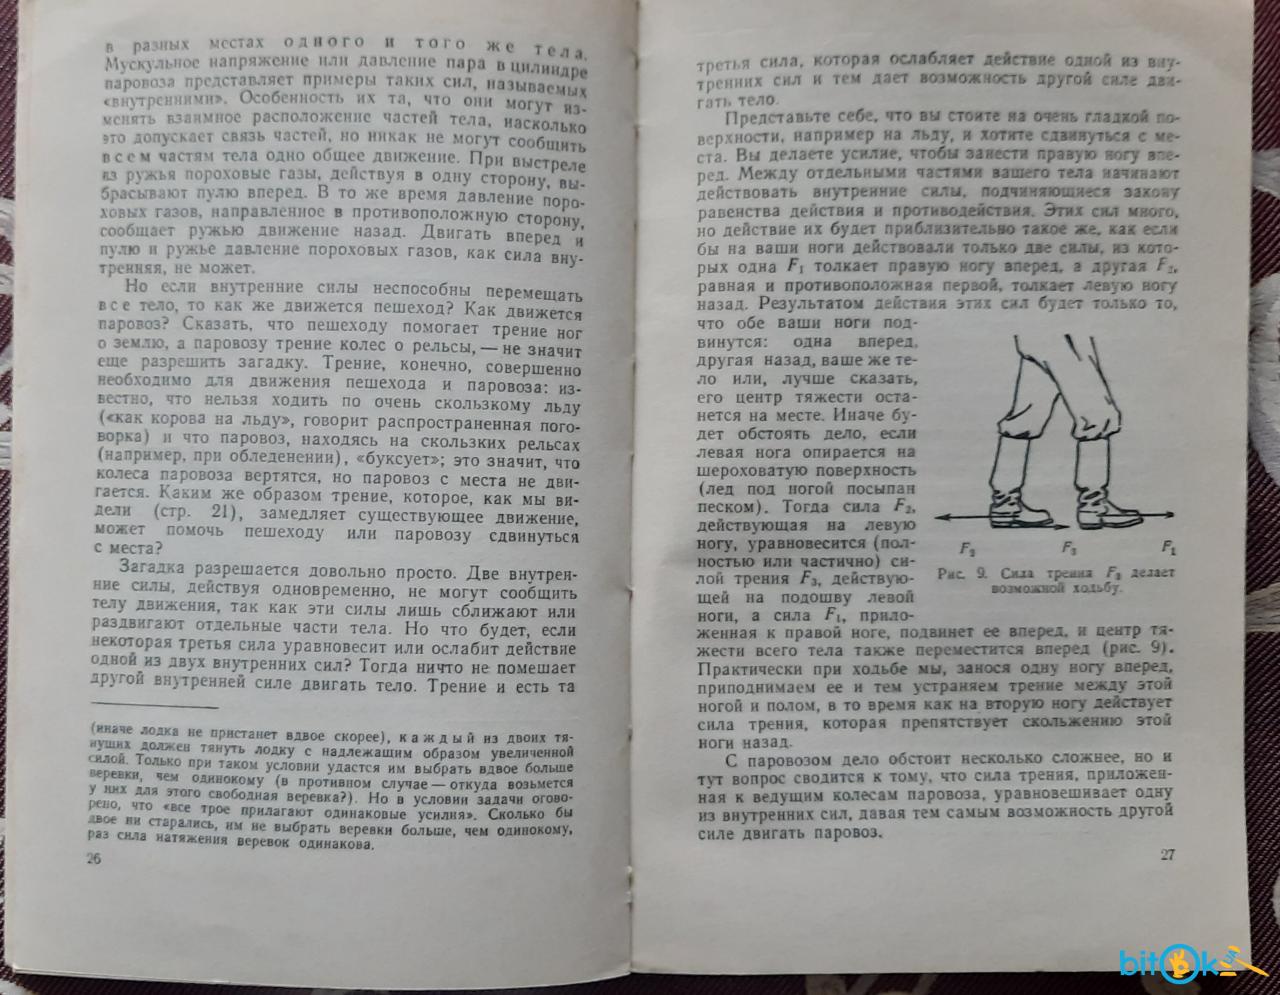 в разных местах одного и того же тела.
Мускульное напряжение или давление пара в цилиндре
паровоза представляет примеры таких сил, называемых
«внутренними». Особенность их та, что они могут из-
менять взаимное расположение частей тела, насколько
это допускает связь частей, но никак не могут сообщить
всем частям тела одно общее движение. При выстреле
из ружья пороховые газы, действуя в одну сторону, вы-
брасывают пулю вперед. В то же время давление поро-
ховых газов, направленное в противоположную сторону,
сообщает ружью движение назад. Двигать вперед и
пулю и ружье давление пороховых газов, как сила вну-
тренняя, не может.
Но если внутренние силы неспособны перемещать
все тело, то как же движется пешеход? Как движется
паровоз? Сказать, что пешеходу помогает трение ног
о землю, а паровозу трение колес о рельсы, — не значит
еще разрешить загадку. Трение, конечно, совершенно
необходимо для движения пешехода и паровоза: из-
вестно, что нельзя ходить по очень скользкому льду
(«как корова на льду», говорит распространенная пого-
ворка) и что паровоз, находясь на скользких рельсах
(например, при обледенении), «буксует»; это значит, что
колеса паровоза вертятся, но паровоз с места не дви-
гается. Каким же образом трение, которое, как мы ви-
дели (стр. 21), замедляет существующее движение,
может помочь пешеходу или паровозу сдвинуться
с места?
Загадка разрешается довольно просто. Две внутрен-
ние силы, действуя одновременно, не могут сообщить
телу движения, так как эти силы лишь сближают или
раздвигают отдельные части тела. Но что будет, если
некоторая третья сила уравновесит или ослабит действие
одной из двух внутренних сил? Тогда ничто не помешает
другой внутренней силе двигать тело. Трение и есть та
(иначе лодка не пристанет вдвое скорее), каждый из двоих тя-
нущих должен тянуть лодку с надлежащим образом увеличенной
силой. Только при таком условии удастся им выбрать вдвое больше
веревки, чем одинокому (в противном случае — откуда возьмется
у них для этого свободная веревка?). Но в условии задачи огово-
рено, что «все трое прилагают одинаковые усилия». Сколько бы
двое ни старались, им не выбрать веревки больше, чем одинокому,
раз сила натяжения веревок одинакова.
26
третья сила, которая ослабляет действие одной из вну-
тренних сил и тем дает возможность другой силе дви-
гать тело.
Представьте себе, что вы стоите на очень гладкой по-
верхности, например на льду, и хотите сдвинуться с ме-
ста. Вы делаете усилие, чтобы занести правую ногу впе-
ред. Между отдельными частями вашего тела начинают
действовать внутренние силы, подчиняющиеся закону
равенства действия и противодействия. Этих сил много,
но действие их будет приблизительно такое же, как если
бы на ваши ноги действовали только две силы, из кото-
рых одна F₁ толкает правую ногу вперед, а другая F₂,
равная и противоположная первой, толкает левую ногу
назад. Результатом действия этих сил будет только то,
что обе ваши ноги под-
винутся: одна вперед,
другая назад, ваше же те-
ло или, лучше сказать,
его центр тяжести оста-
нется на месте. Иначе бу-
дет обстоять дело, если
левая нога опирается на
шероховатую поверхность
(лед под ногой посыпан
песком). Тогда сила F₂,
действующая на левую
ногу, уравновесится (пол-
ностью или частично) си-
лой трения F₃, действую-
щей на подошву левой
ноги, а сила F₁, прило-
женная к правой ноге, подвинет ее вперед, и центр тя-
жести всего тела также переместится вперед (рис. 9).
Практически при ходьбе мы, занося одну ногу вперед,
приподнимаем ее и тем устраняем трение между этой
ногой и полом, в то время как на вторую ногу действует
сила трения, которая препятствует скольжению этой
ноги назад.
С паровозом дело обстоит несколько сложнее, но и
тут вопрос сводится к тому, что сила трения, приложен-
ная к ведущим колесам паровоза, уравновешивает одну
из внутренних сил, давая тем самым возможность другой
силе двигать паровоз.
F₂ F₃ F₁
Рис. 9. Сила трения F₃ делает
возможной ходьбу.
27